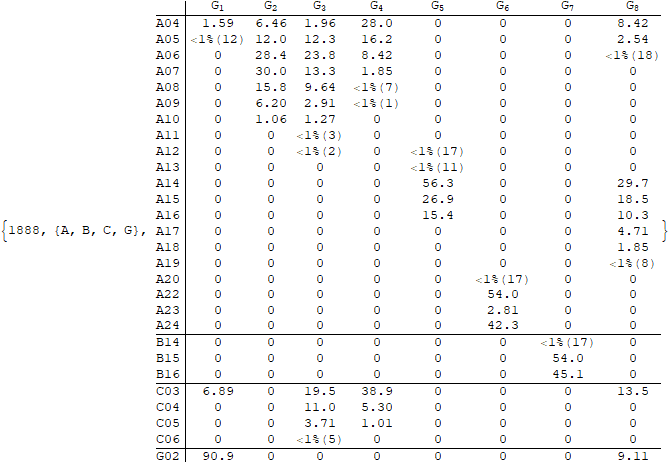 G1 G2 G3 G4 G5 G6 G7 G8
A04 1.59 6.46 1.96 28.0 0 0 0 8.42
A05 <1%(12) 12.0 12.3 16.2 0 0 0 2.54
A06 0 28.4 23.8 8.42 0 0 0 <1%(18)
A07 0 30.0 13.3 1.85 0 0 0 0
A08 0 15.8 9.64 <1%(7) 0 0 0 0
A09 0 6.20 2.91 <1%(1) 0 0 0 0
A10 0 1.06 1.27 0 0 0 0 0
A11 0 0 <1%(3) 0 0 0 0 0
A12 0 0 <1%(2) 0 <1%(17) 0 0 0
A13 0 0 0 0 <1%(11) 0 0 0
A14 0 0 0 0 56.3 0 0 29.7
A15 0 0 0 0 26.9 0 0 18.5
A16 0 0 0 0 15.4 0 0 10.3
{1888, {A, B, C, G}, A17 0 0 0 0 0 0 0 4.71 }
A18 0 0 0 0 0 0 0 1.85
A19 0 0 0 0 0 0 0 <1%(8)
A20 0 0 0 0 0 <1%(17) 0 0
A22 0 0 0 0 0 54.0 0 0
A23 0 0 0 0 0 2.81 0 0
A24 0 0 0 0 0 42.3 0 0
B14 0 0 0 0 0 0 <1%(17) 0
B15 0 0 0 0 0 0 54.0 0
B16 0 0 0 0 0 0 45.1 0
C03 6.89 0 19.5 38.9 0 0 0 13.5
C04 0 0 11.0 5.30 0 0 0 0
C05 0 0 3.71 1.01 0 0 0 0
C06 0 0 <1%(5) 0 0 0 0 0
G02 90.9 0 0 0 0 0 0 9.11